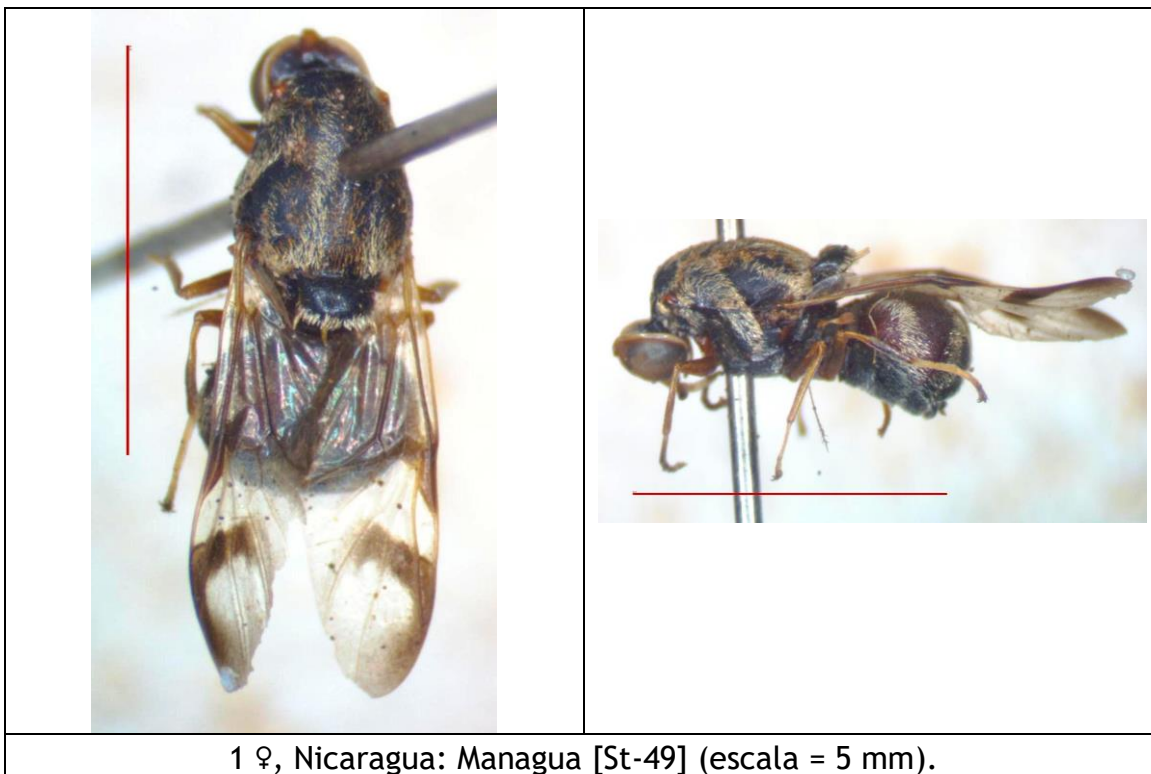 1 ♀, Nicaragua: Managua [St-49] (escala = 5 mm).